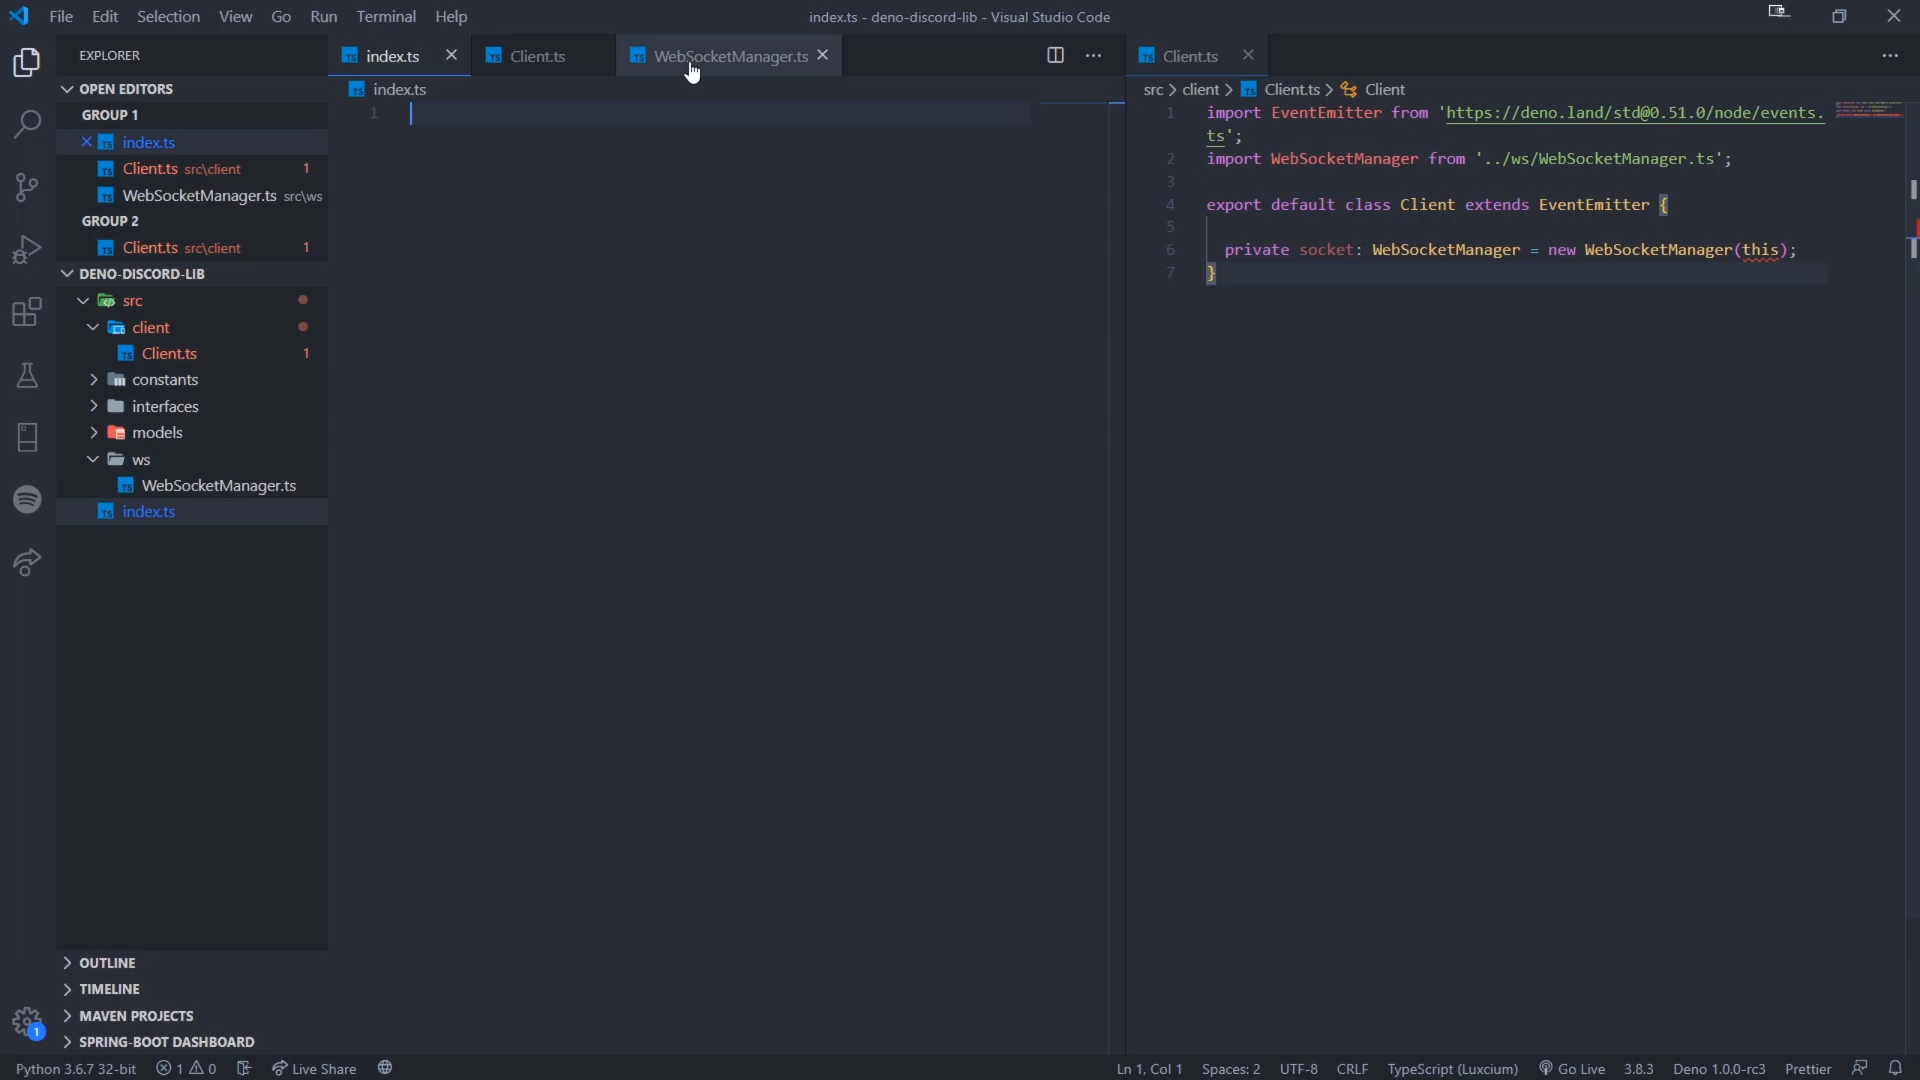 File Edit Selection View Go Run Terminal Help
index.ts - deno-discord-lib - Visual Studio Code
EXPLORER
OPEN EDITORS
GROUP 1
index.ts
Client.ts src\client 1
WebSocketManager.ts src\ws
GROUP 2
Client.ts src\client 1
DENO-DISCORD-LIB
src
client
Client.ts 1
constants
interfaces
models
ws
WebSocketManager.ts
index.ts
OUTLINE
TIMELINE
MAVEN PROJECTS
SPRING-BOOT DASHBOARD
1
index.ts Client.ts WebSocketManager.ts
index.ts
1
Client.ts
src > client > Client.ts > Client
1 import EventEmitter from 'https://deno.land/std@0.51.0/node/events.
ts';
2 import WebSocketManager from '../ws/WebSocketManager.ts';
3
4 export default class Client extends EventEmitter {
5
6 private socket: WebSocketManager = new WebSocketManager(this);
7 }
Python 3.6.7 32-bit 1 0 Live Share Ln 1, Col 1 Spaces: 2 UTF-8 CRLF TypeScript (Luxcium) Go Live 3.8.3 Deno 1.0.0-rc3 Prettier